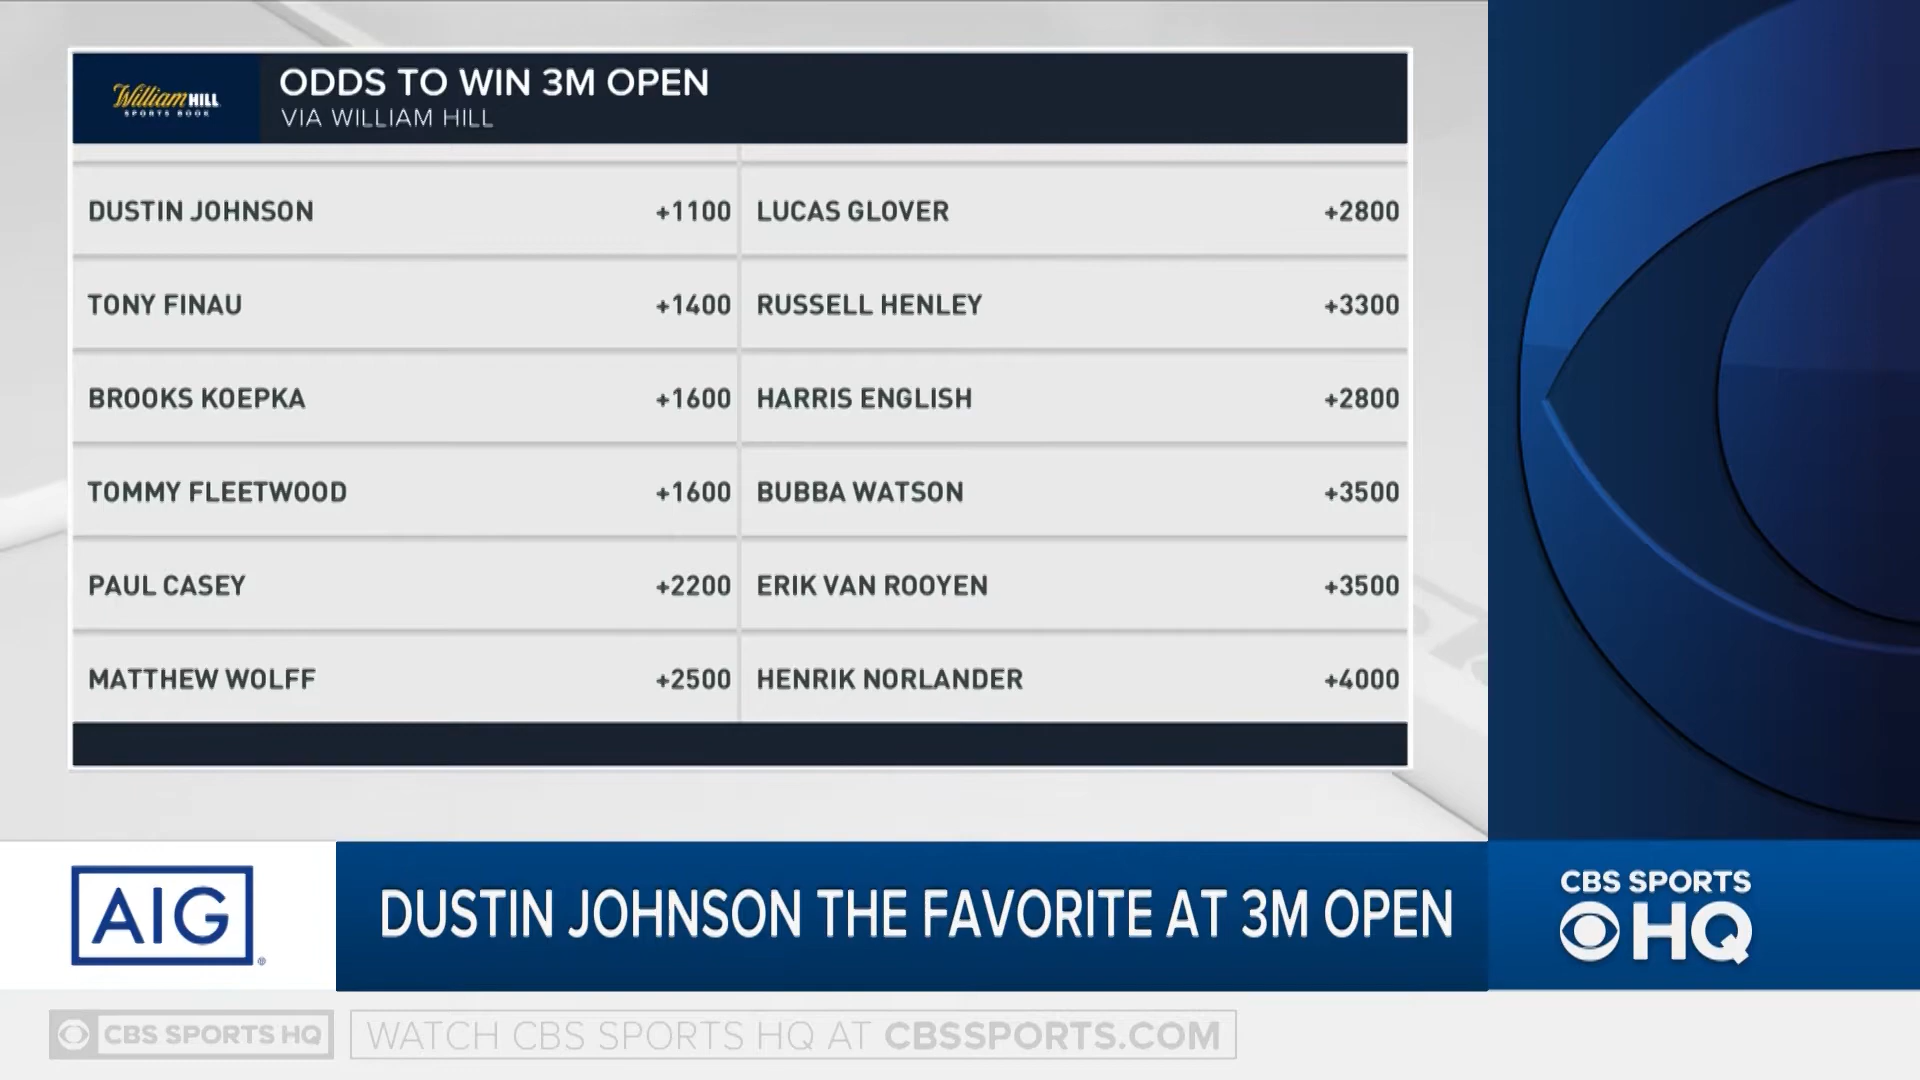 William HILL
SPORTS BOOK
ODDS TO WIN 3M OPEN
VIA WILLIAM HILL
DUSTIN JOHNSON +1100 LUCAS GLOVER +2800
TONY FINAU +1400 RUSSELL HENLEY +3300
BROOKS KOEPKA +1600 HARRIS ENGLISH +2800
TOMMY FLEETWOOD +1600 BUBBA WATSON +3500
PAUL CASEY +2200 ERIK VAN ROOYEN +3500
MATTHEW WOLFF +2500 HENRIK NORLANDER +4000
AIG®
DUSTIN JOHNSON THE FAVORITE AT 3M OPEN
CBS SPORTS
HQ
CBS SPORTS HQ
WATCH CBS SPORTS HQ AT CBSSPORTS.COM